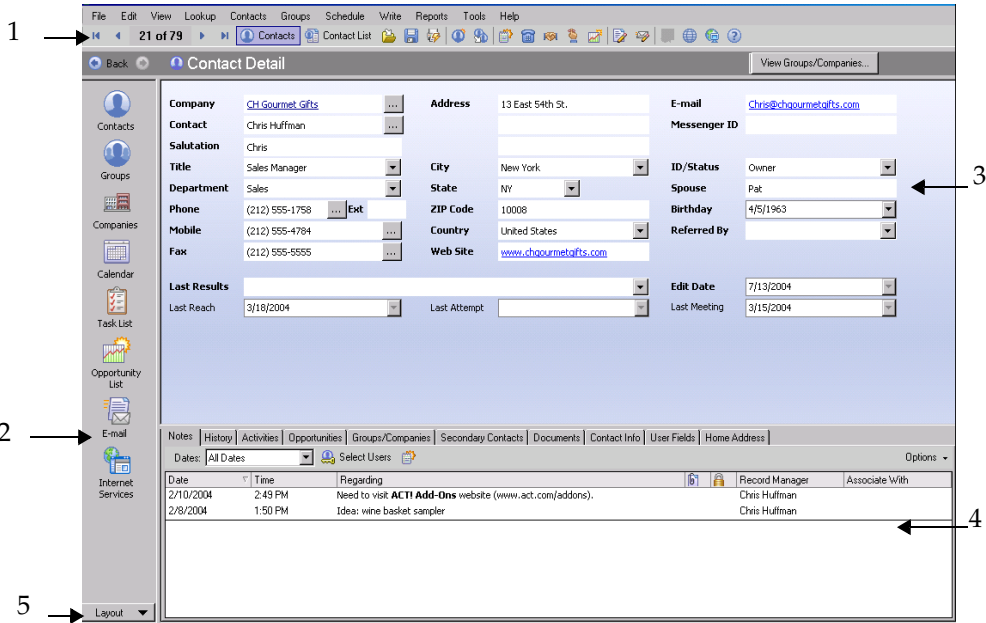 File Edit View Lookup Contacts Groups Schedule Write Reports Tools Help
1
21 of 79 Contacts Contact List
Back Contact Detail View Groups/Companies...
Contacts
Groups
Companies
Calendar
Task List
Opportunity
List
2
E-mail
Internet
Services
5
Layout
Company CH Gourmet Gifts ... Address 13 East 54th St. E-mail Chris@chgourmetgifts.com
Contact Chris Huffman ... Messenger ID
Salutation Chris
Title Sales Manager City New York ID/Status Owner
3
Department Sales State NY Spouse Pat
Phone (212) 555-1758 ... Ext ZIP Code 10008 Birthday 4/5/1963
Mobile (212) 555-4784 ... Country United States Referred By
Fax (212) 555-5555 ... Web Site www.chgourmetgifts.com
Last Results Edit Date 7/13/2004
Last Reach 3/18/2004 Last Attempt Last Meeting 3/15/2004
Notes History Activities Opportunities Groups/Companies Secondary Contacts Documents Contact Info User Fields Home Address
Dates: All Dates Select Users Options
Date Time Regarding Record Manager Associate With
2/10/2004 2:49 PM Need to visit ACT! Add-Ons website (www.act.com/addons). Chris Huffman
2/8/2004 1:50 PM Idea: wine basket sampler Chris Huffman
4